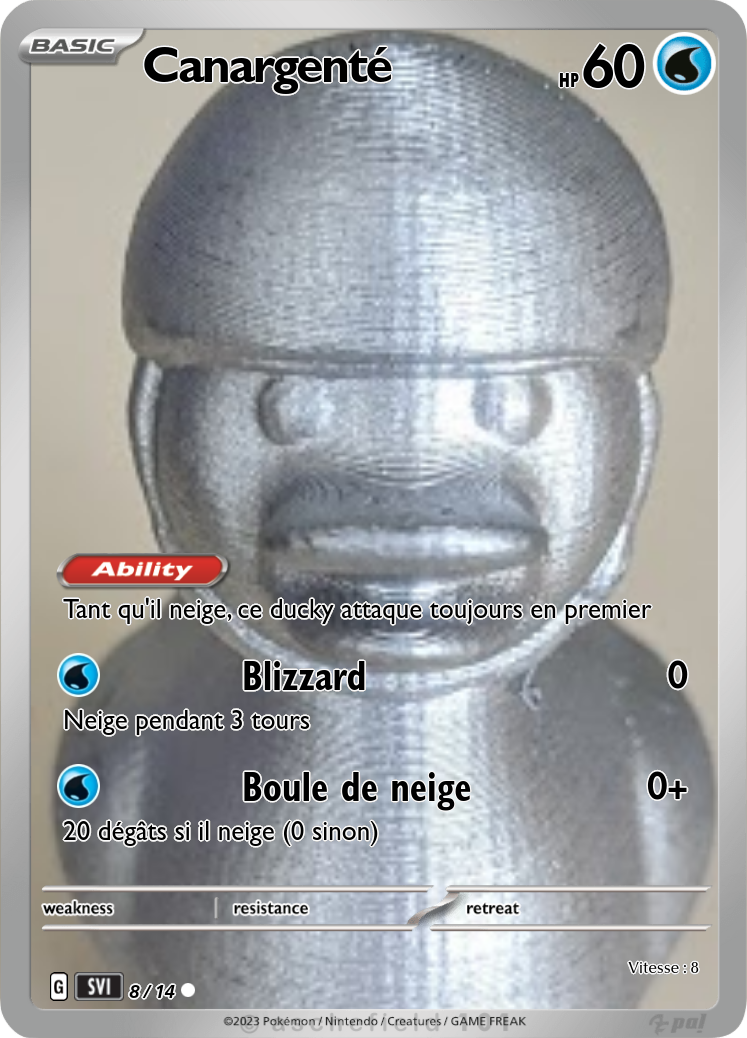 BASIC
Canargenté
HP 60
Ability
Tant qu'il neige, ce ducky attaque toujours en premier
Blizzard 0
Neige pendant 3 tours
Boule de neige 0+
20 dégâts si il neige (0 sinon)
weakness resistance retreat
Vitesse : 8
G SVI 8/14
©2023 Pokémon / Nintendo / Creatures / GAME FREAK